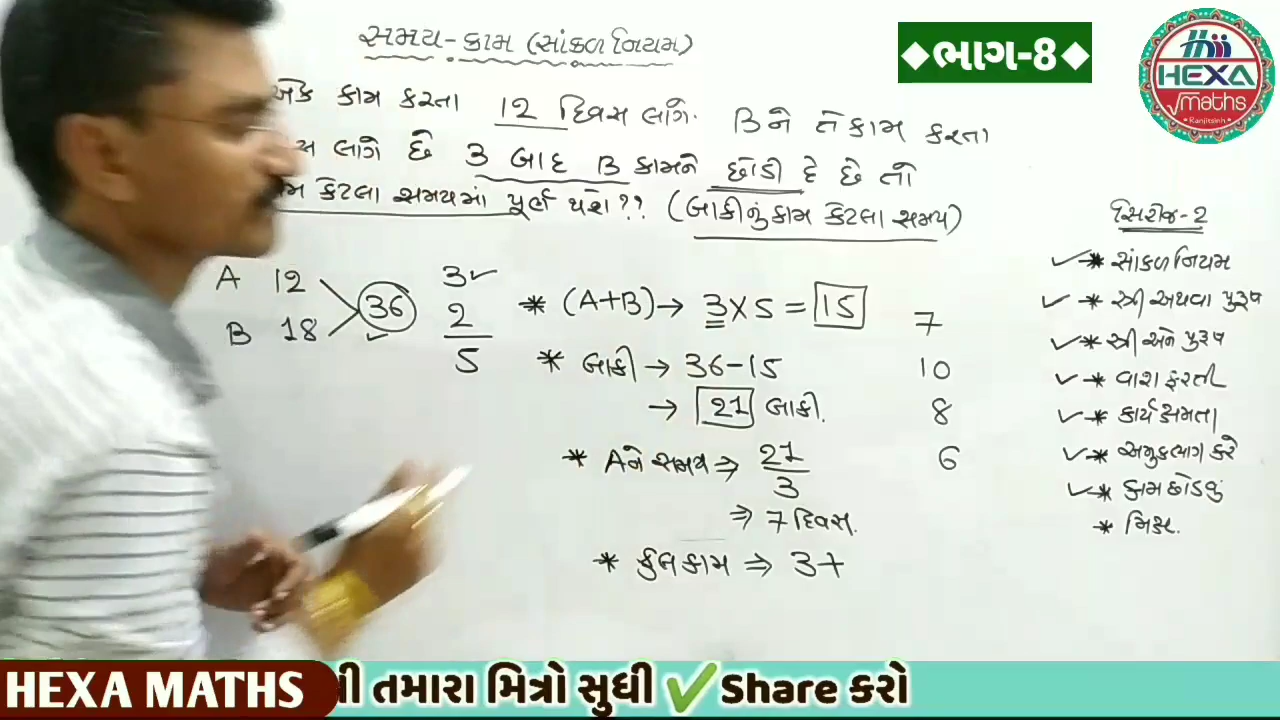 સમય-કામ (સાંકળ નિયમ)
◆ભાગ-8◆
HEXA
Maths
Ranjitsinh
એક કામ કરતા 12 દિવસ લાગે. B ને તે કામ કરતા
લાગે છે 3 બાદ B કામને છોડી દે છે તો
કેટલા સમયમાં પૂર્ણ થશે?? (બાકીનું કામ કેટલા સમય)
A 12
B 18
36
3✓
2
5
* (A+B)→ 3×5 = 15
* બાકી → 36-15
→ 21 બાકી.
* A ને સમય ⇒ 21/3
⇒ 7 દિવસ.
* કુલ કામ ⇒ 3+
7
10
8
6
સિરીઝ-2
✓* સાંકળ નિયમ
✓* સ્ત્રી અથવા પુરૂષ
✓* સ્ત્રી અને પુરૂષ
✓* વાશ ફરતી
✓* કાર્યક્ષમતા
✓* અમુક ભાગ કરે
✓* કામ છોડવું
* મિક્ષ.
HEXA MATHS
તમારા મિત્રો સુધી ✓ Share કરો